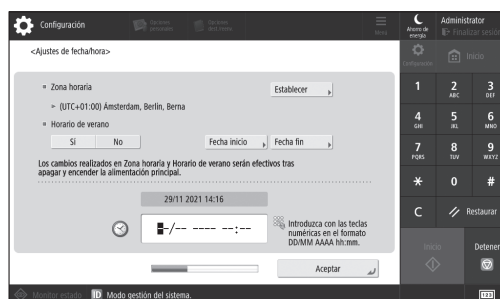 Configuración
Opciones personales
Opciones Unid./visor
Menú
Ahorro de energía
Administrator
Finalizar sesión
<Ajustes de fecha/hora>
Configuración
Inicio
Zona horaria
Establecer
(UTC+01:00) Ámsterdam, Berlin, Berna
Horario de verano
Sí No Fecha inicio Fecha fin
Los cambios realizados en Zona horaria y Horario de verano serán efectivos tras
apagar y encender la alimentación principal.
29/11 2021 14:16
-/-- ---- --:--
Introduzca con las teclas
numéricas en el formato
DD/MM AAAA hh:mm.
Aceptar
1 2 ABC 3 DEF
4 GHI 5 JKL 6 MNO
7 PQRS 8 TUV 9 WXYZ
* 0 #
C Restaurar
Inicio Detener
Monitor estado ID Modo gestión del sistema.
123